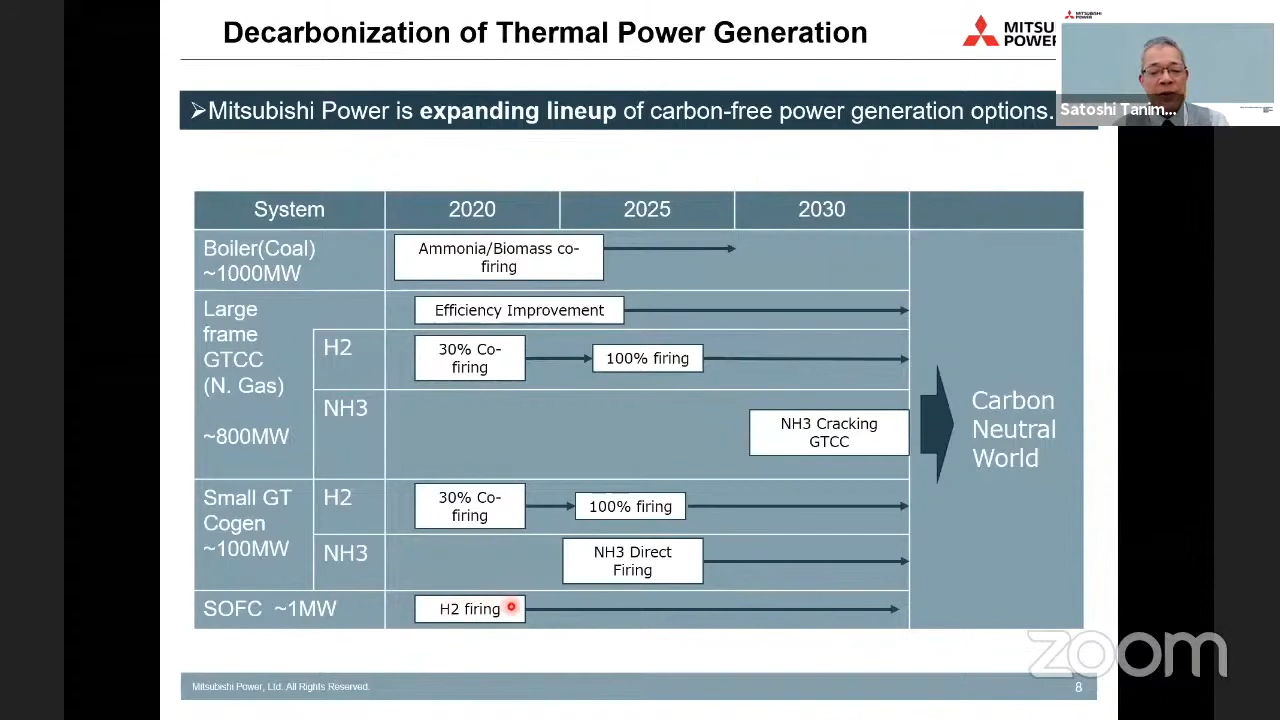 Decarbonization of Thermal Power Generation
MITSU
POWER
MITSUBISHI
POWER
Satoshi Tanim...
➢Mitsubishi Power is expanding lineup of carbon-free power generation options.
System 2020 2025 2030
Boiler(Coal)
~1000MW
Ammonia/Biomass co-
firing
Large
frame
GTCC
(N. Gas)
~800MW
Efficiency Improvement
H2
30% Co-
firing
100% firing
NH3
NH3 Cracking
GTCC
Small GT
Cogen
~100MW
H2
30% Co-
firing
100% firing
NH3
NH3 Direct
Firing
SOFC ~1MW
H2 firing
Carbon
Neutral
World
zoom
Mitsubishi Power, Ltd. All Rights Reserved.
8